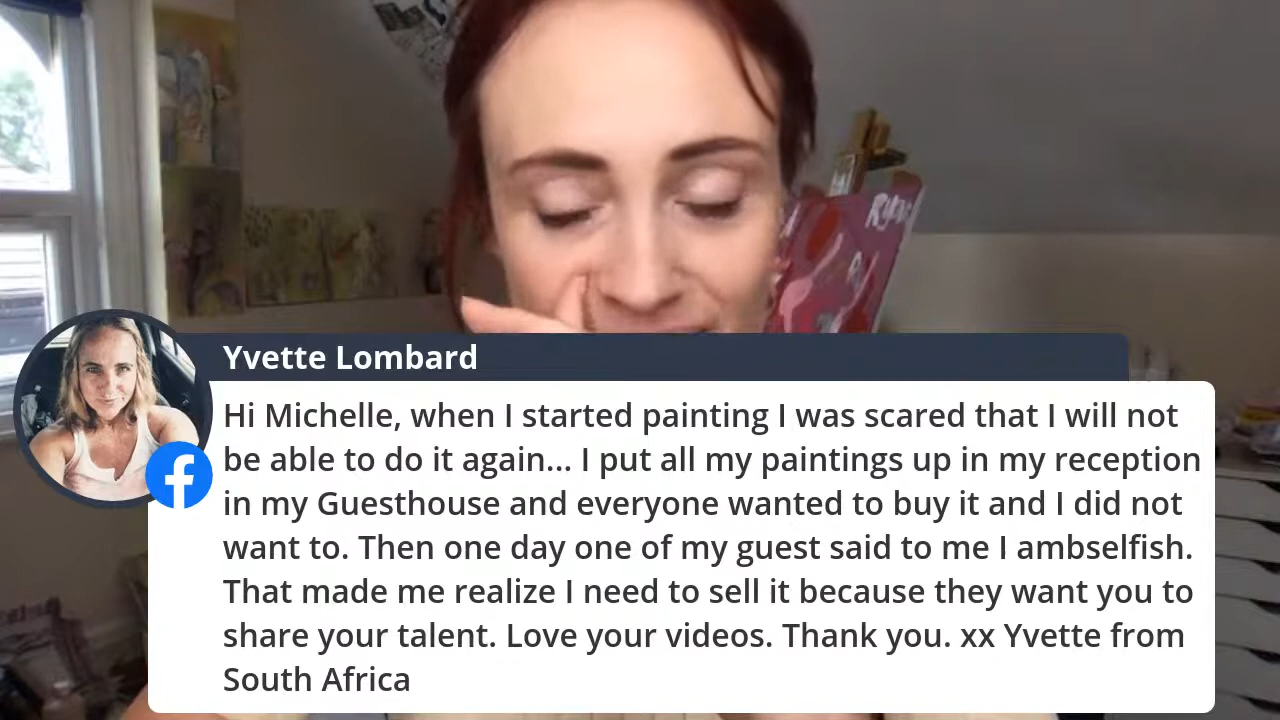 Yvette Lombard
Hi Michelle, when I started painting I was scared that I will not
be able to do it again... I put all my paintings up in my reception
in my Guesthouse and everyone wanted to buy it and I did not
want to. Then one day one of my guest said to me I ambselfish.
That made me realize I need to sell it because they want you to
share your talent. Love your videos. Thank you. xx Yvette from
South Africa